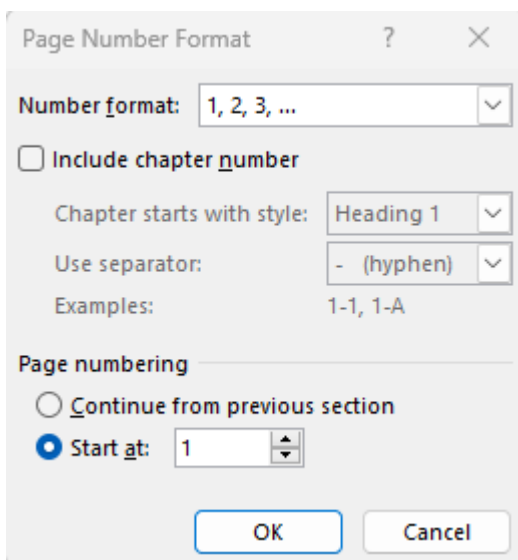 Page Number Format ?
Number format: 1, 2, 3, ...
Include chapter number
Chapter starts with style: Heading 1
Use separator: - (hyphen)
Examples: 1-1, 1-A
Page numbering
Continue from previous section
Start at: 1
OK Cancel